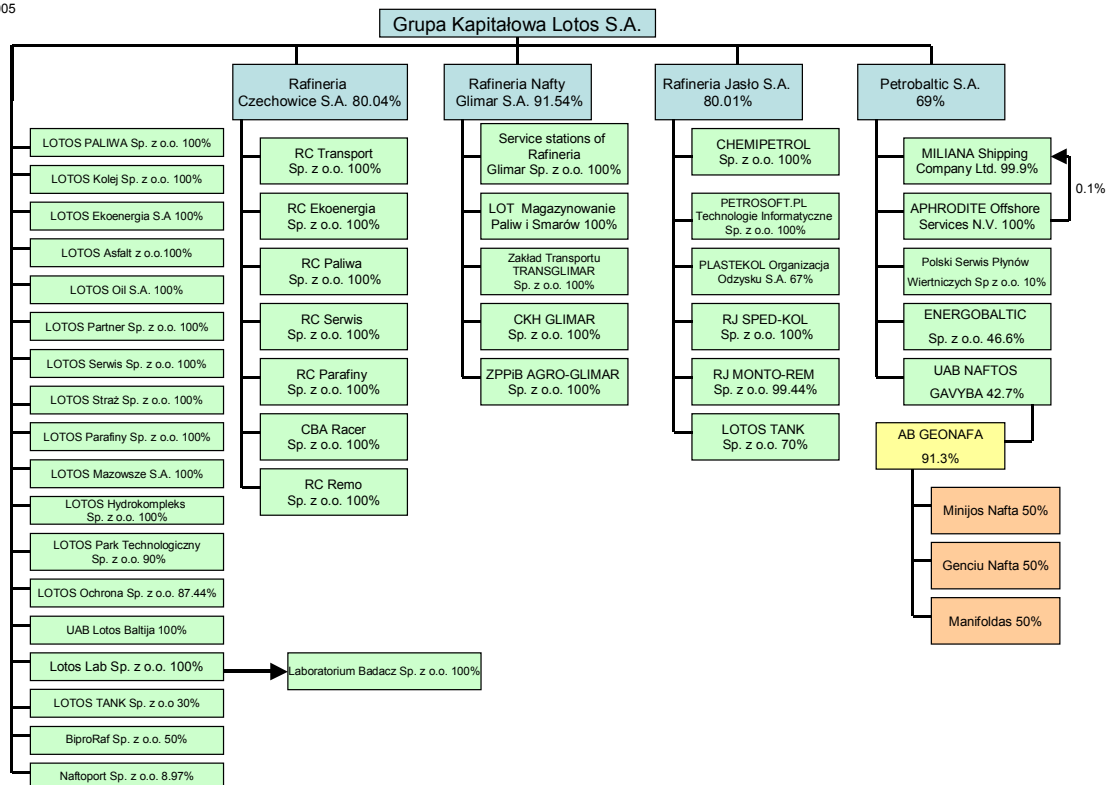 Grupa Kapitałowa Lotos S.A.
Rafineria
Czechowice S.A. 80.04%
Rafineria Nafty
Glimar S.A. 91.54%
Rafineria Jasło S.A.
80.01%
Petrobaltic S.A.
69%
LOTOS PALIWA Sp. z o.o. 100%
LOTOS Kolej Sp. z o.o. 100%
LOTOS Ekoenergia S.A 100%
LOTOS Asfalt z o.o.100%
LOTOS Oil S.A. 100%
LOTOS Partner Sp. z o.o. 100%
LOTOS Serwis Sp. z o.o. 100%
LOTOS Straż Sp. z o.o. 100%
LOTOS Parafiny Sp. z o.o. 100%
LOTOS Mazowsze S.A. 100%
LOTOS Hydrokompleks
Sp. z o.o. 100%
LOTOS Park Technologiczny
Sp. z o.o. 90%
LOTOS Ochrona Sp. z o.o. 87.44%
UAB Lotos Baltija 100%
Lotos Lab Sp. z o.o. 100%
LOTOS TANK Sp. z o.o 30%
BiproRaf Sp. z o.o. 50%
Naftoport Sp. z o.o. 8.97%
Laboratorium Badacz Sp. z o.o. 100%
RC Transport
Sp. z o.o. 100%
RC Ekoenergia
Sp. z o.o. 100%
RC Paliwa
Sp. z o.o. 100%
RC Serwis
Sp. z o.o. 100%
RC Parafiny
Sp. z o.o. 100%
CBA Racer
Sp. z o.o. 100%
RC Remo
Sp. z o.o. 100%
Service stations of
Rafineria
Glimar Sp. z o.o. 100%
LOT Magazynowanie
Paliw i Smarów 100%
Zakład Transportu
TRANSGLIMAR
Sp. z o.o. 100%
CKH GLIMAR
Sp. z o.o. 100%
ZPPiB AGRO-GLIMAR
Sp. z o.o. 100%
CHEMIPETROL
Sp. z o.o. 100%
PETROSOFT.PL
Technologie Informatyczne
Sp. z o.o. 100%
PLASTEKOL Organizacja
Odzysku S.A. 67%
RJ SPED-KOL
Sp. z o.o. 100%
RJ MONTO-REM
Sp. z o.o. 99.44%
LOTOS TANK
Sp. z o.o. 70%
MILIANA Shipping
Company Ltd. 99.9%
0.1%
APHRODITE Offshore
Services N.V. 100%
Polski Serwis Płynów
Wiertniczych Sp z o.o. 10%
ENERGOBALTIC
Sp. z o.o. 46.6%
UAB NAFTOS
GAVYBA 42.7%
AB GEONAFA
91.3%
Minijos Nafta 50%
Genciu Nafta 50%
Manifoldas 50%